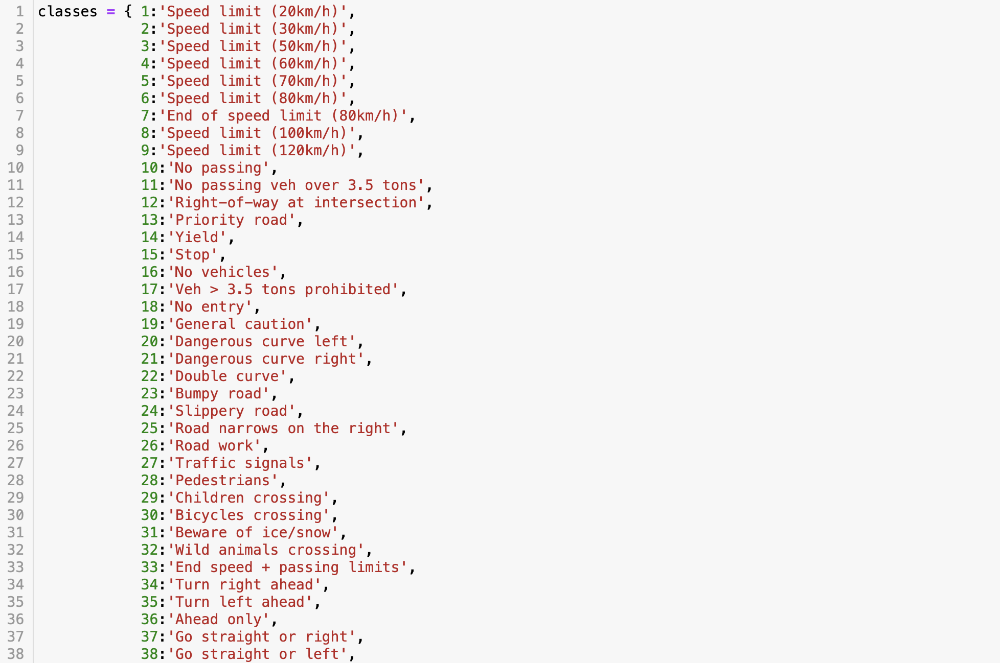 1 classes = { 1:'Speed limit (20km/h)',
2 2:'Speed limit (30km/h)',
3 3:'Speed limit (50km/h)',
4 4:'Speed limit (60km/h)',
5 5:'Speed limit (70km/h)',
6 6:'Speed limit (80km/h)',
7 7:'End of speed limit (80km/h)',
8 8:'Speed limit (100km/h)',
9 9:'Speed limit (120km/h)',
10 10:'No passing',
11 11:'No passing veh over 3.5 tons',
12 12:'Right-of-way at intersection',
13 13:'Priority road',
14 14:'Yield',
15 15:'Stop',
16 16:'No vehicles',
17 17:'Veh > 3.5 tons prohibited',
18 18:'No entry',
19 19:'General caution',
20 20:'Dangerous curve left',
21 21:'Dangerous curve right',
22 22:'Double curve',
23 23:'Bumpy road',
24 24:'Slippery road',
25 25:'Road narrows on the right',
26 26:'Road work',
27 27:'Traffic signals',
28 28:'Pedestrians',
29 29:'Children crossing',
30 30:'Bicycles crossing',
31 31:'Beware of ice/snow',
32 32:'Wild animals crossing',
33 33:'End speed + passing limits',
34 34:'Turn right ahead',
35 35:'Turn left ahead',
36 36:'Ahead only',
37 37:'Go straight or right',
38 38:'Go straight or left',